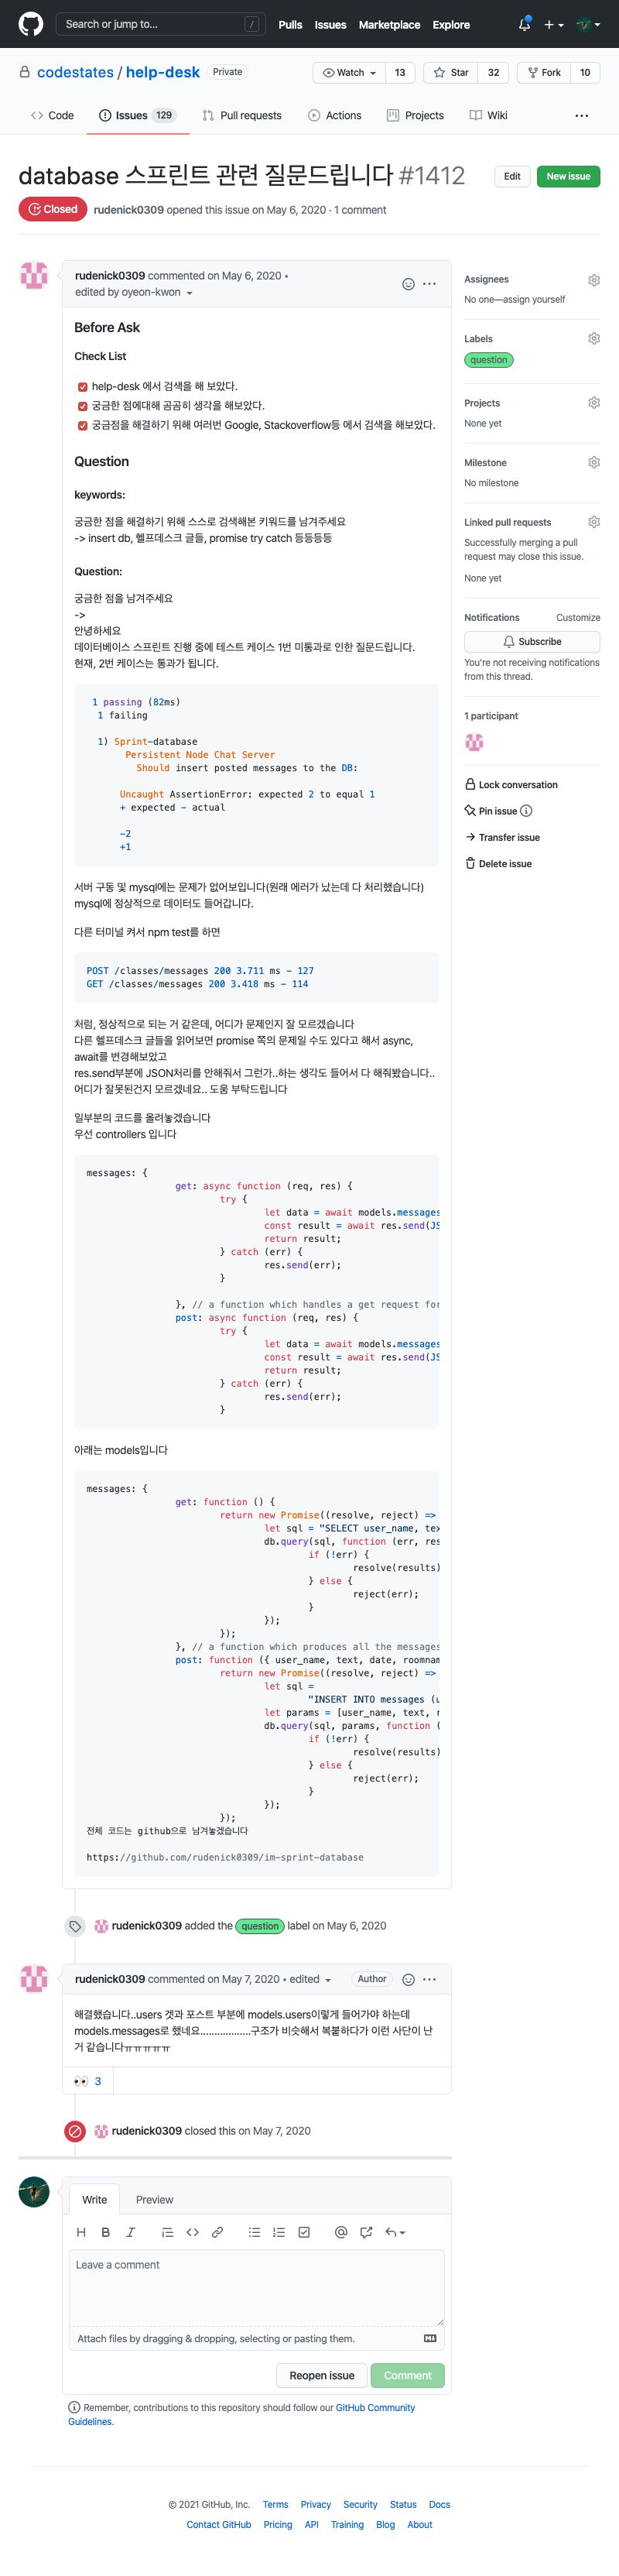 Search or jump to... /
Pulls Issues Marketplace Explore
codestates / help-desk Private
Watch 13 Star 32 Fork 10
Code Issues 129 Pull requests Actions Projects Wiki
database 스프린트 관련 질문드립니다 #1412
Edit New issue
Closed rudenick0309 opened this issue on May 6, 2020 · 1 comment
rudenick0309 commented on May 6, 2020 •
edited by oyeon-kwon
Before Ask
Check List
help-desk 에서 검색을 해 보았다.
궁금한 점에대해 곰곰히 생각을 해보았다.
궁금점을 해결하기 위해 여러번 Google, Stackoverflow등 에서 검색을 해보았다.
Question
keywords:
궁금한 점을 해결하기 위해 스스로 검색해본 키워드를 남겨주세요
-> insert db, 헬프데스크 글들, promise try catch 등등등등
Question:
궁금한 점을 남겨주세요
->
안녕하세요
데이터베이스 스프린트 진행 중에 테스트 케이스 1번 미통과로 인한 질문드립니다.
현재, 2번 케이스는 통과가 됩니다.
1 passing (82ms)
1 failing
1) Sprint-database
Persistent Node Chat Server
Should insert posted messages to the DB:
Uncaught AssertionError: expected 2 to equal 1
+ expected - actual
-2
+1
서버 구동 및 mysql에는 문제가 없어보입니다(원래 에러가 났는데 다 처리했습니다)
mysql에 정상적으로 데이터도 들어갑니다.
다른 터미널 켜서 npm test를 하면
POST /classes/messages 200 3.711 ms - 127
GET /classes/messages 200 3.418 ms - 114
처럼, 정상적으로 되는 거 같은데, 어디가 문제인지 잘 모르겠습니다
다른 헬프데스크 글들을 읽어보면 promise 쪽의 문제일 수도 있다고 해서 async,
await를 변경해보았고
res.send부분에 JSON처리를 안해줘서 그런가..하는 생각도 들어서 다 해줘봤습니다..
어디가 잘못된건지 모르겠네요.. 도움 부탁드립니다
일부분의 코드를 올려놓겠습니다
우선 controllers 입니다
messages: {
get: async function (req, res) {
try {
let data = await models.messages
const result = await res.send(JS
return result;
} catch (err) {
res.send(err);
}
}, // a function which handles a get request for
post: async function (req, res) {
try {
let data = await models.messages
const result = await res.send(JS
return result;
} catch (err) {
res.send(err);
}
아래는 models입니다
messages: {
get: function () {
return new Promise((resolve, reject) =>
let sql = "SELECT user_name, tex
db.query(sql, function (err, res
if (!err) {
resolve(results)
} else {
reject(err);
}
});
});
}, // a function which produces all the messages
post: function ({ user_name, text, date, roomnam
return new Promise((resolve, reject) =>
let sql =
"INSERT INTO messages (u
let params = [user_name, text, r
db.query(sql, params, function (
if (!err) {
resolve(results)
} else {
reject(err);
}
});
});
전체 코드는 github으로 남겨놓겠습니다
https://github.com/rudenick0309/im-sprint-database
rudenick0309 added the question label on May 6, 2020
rudenick0309 commented on May 7, 2020 • edited Author
해결했습니다..users 겟과 포스트 부분에 models.users이렇게 들어가야 하는데
models.messages로 했네요.................구조가 비슷해서 복붙하다가 이런 사단이 난
거 같습니다ㅠㅠㅠㅠㅠ
3
rudenick0309 closed this on May 7, 2020
Write Preview
Leave a comment
Attach files by dragging & dropping, selecting or pasting them.
Reopen issue Comment
Remember, contributions to this repository should follow our GitHub Community
Guidelines.
Assignees
No one—assign yourself
Labels
question
Projects
None yet
Milestone
No milestone
Linked pull requests
Successfully merging a pull
request may close this issue.
None yet
Notifications Customize
Subscribe
You're not receiving notifications
from this thread.
1 participant
Lock conversation
Pin issue
Transfer issue
Delete issue
© 2021 GitHub, Inc. Terms Privacy Security Status Docs
Contact GitHub Pricing API Training Blog About